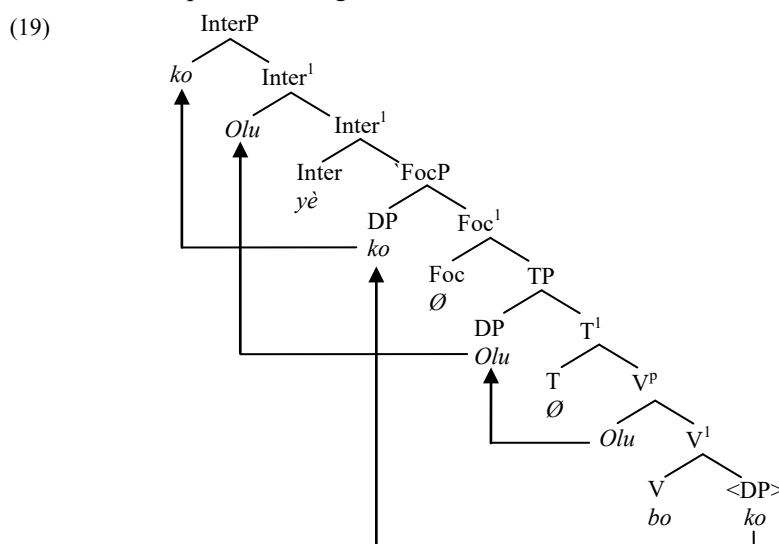 (19)
InterP
ko Inter¹
Olu Inter¹
Inter `FocP
yè
DP Foc¹
ko
Foc TP
Ø
DP T¹
Olu
T Vᵖ
Ø
Olu V¹
V <DP>
bo ko